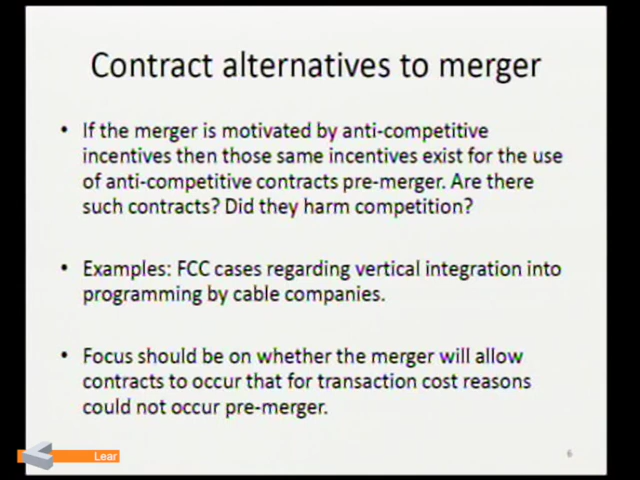 Contract alternatives to merger
• If the merger is motivated by anti-competitive
incentives then those same incentives exist for the use
of anti-competitive contracts pre-merger. Are there
such contracts? Did they harm competition?
• Examples: FCC cases regarding vertical integration into
programming by cable companies.
• Focus should be on whether the merger will allow
contracts to occur that for transaction cost reasons
could not occur pre-merger.
Lear
6